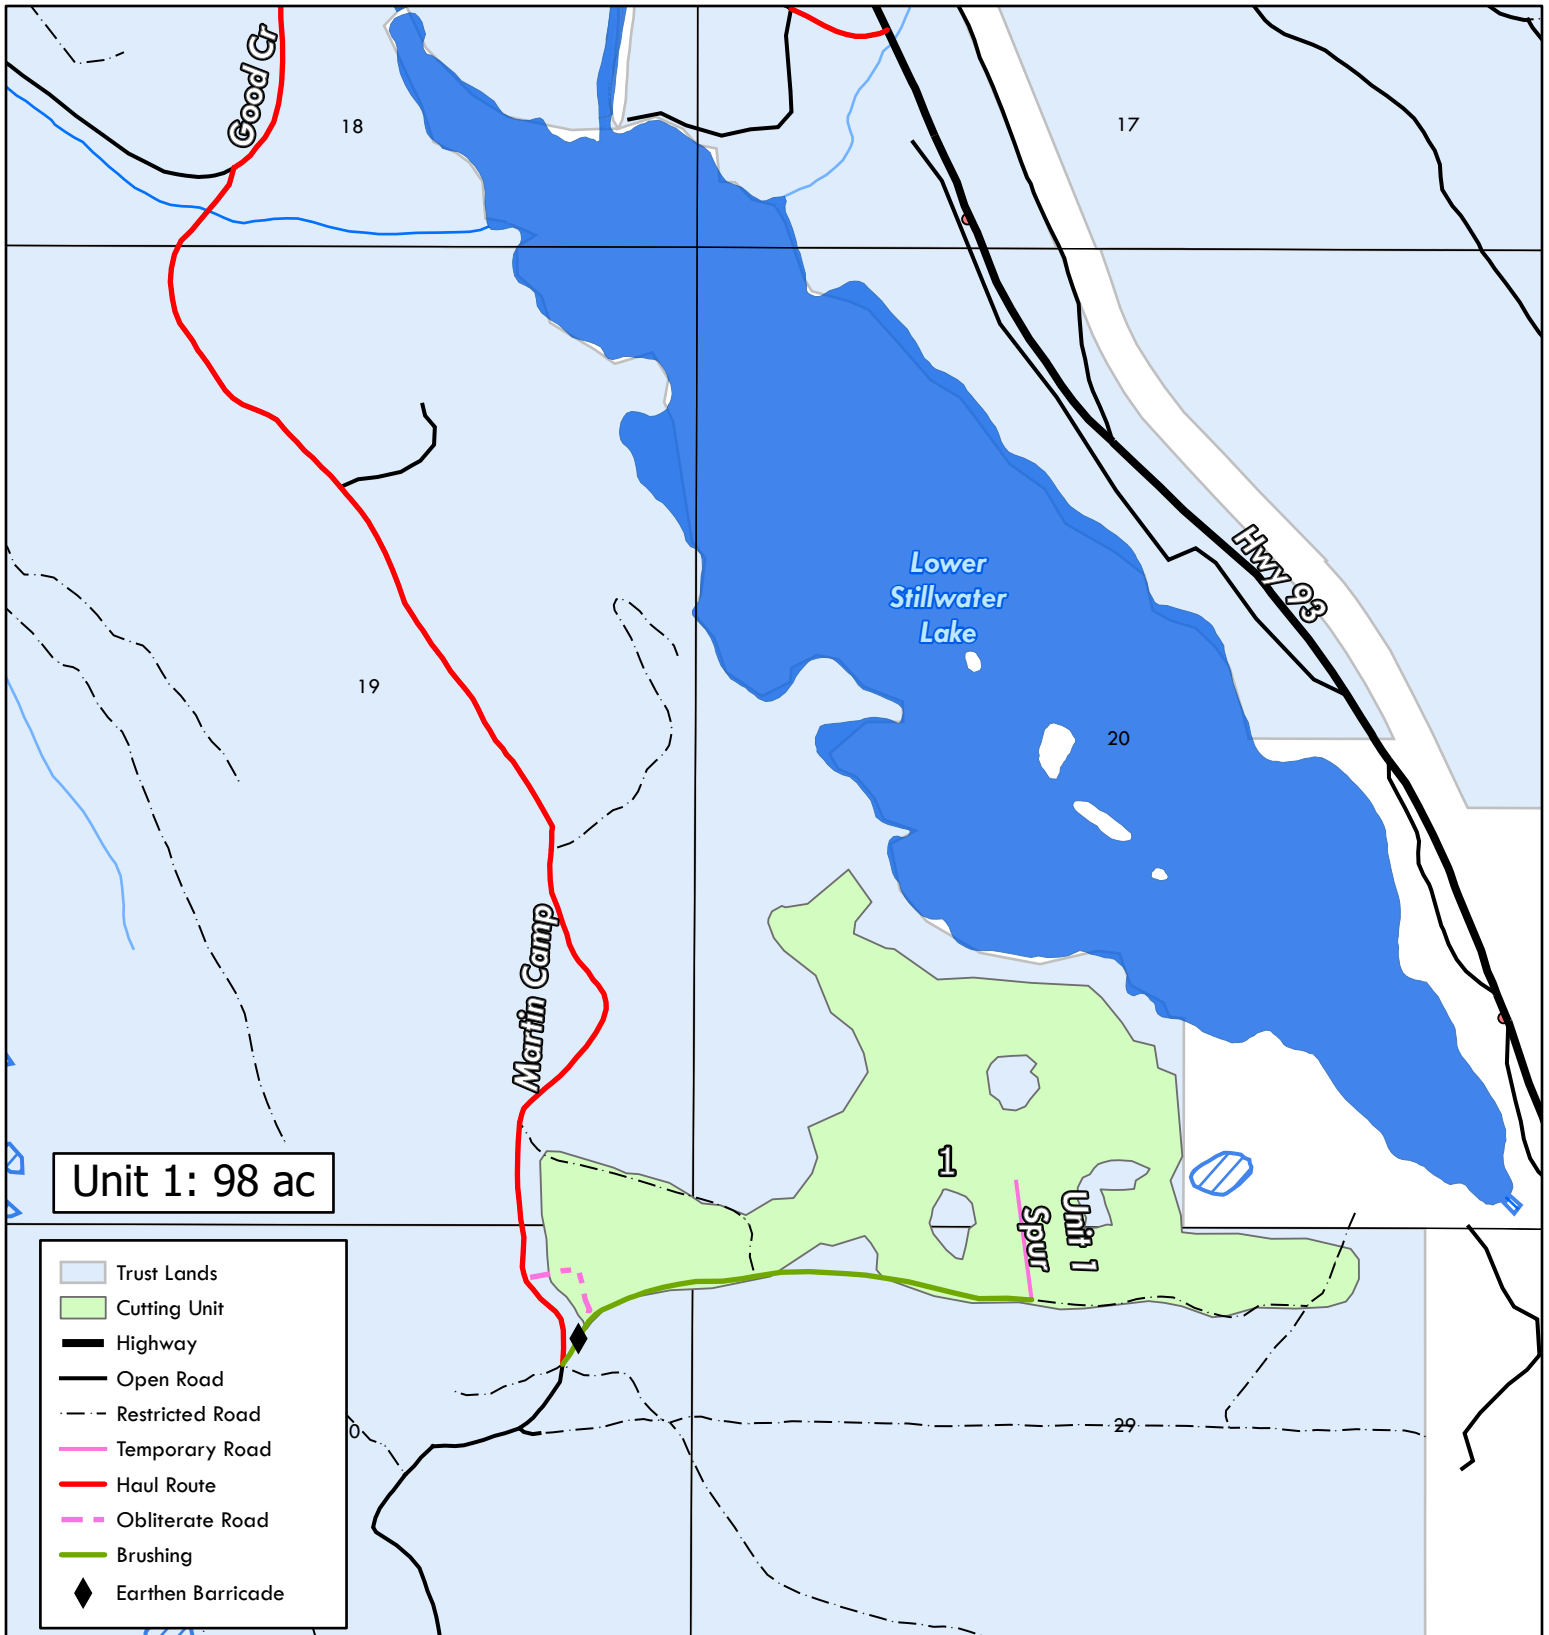 Good Cr
18
17
Hwy 93
Lower
Stillwater
Lake
19
20
Martin Camp
1
Unit 1
Spur
Unit 1: 98 ac
Trust Lands
Cutting Unit
Highway
Open Road
Restricted Road
Temporary Road
Haul Route
Obliterate Road
Brushing
Earthen Barricade
0
29